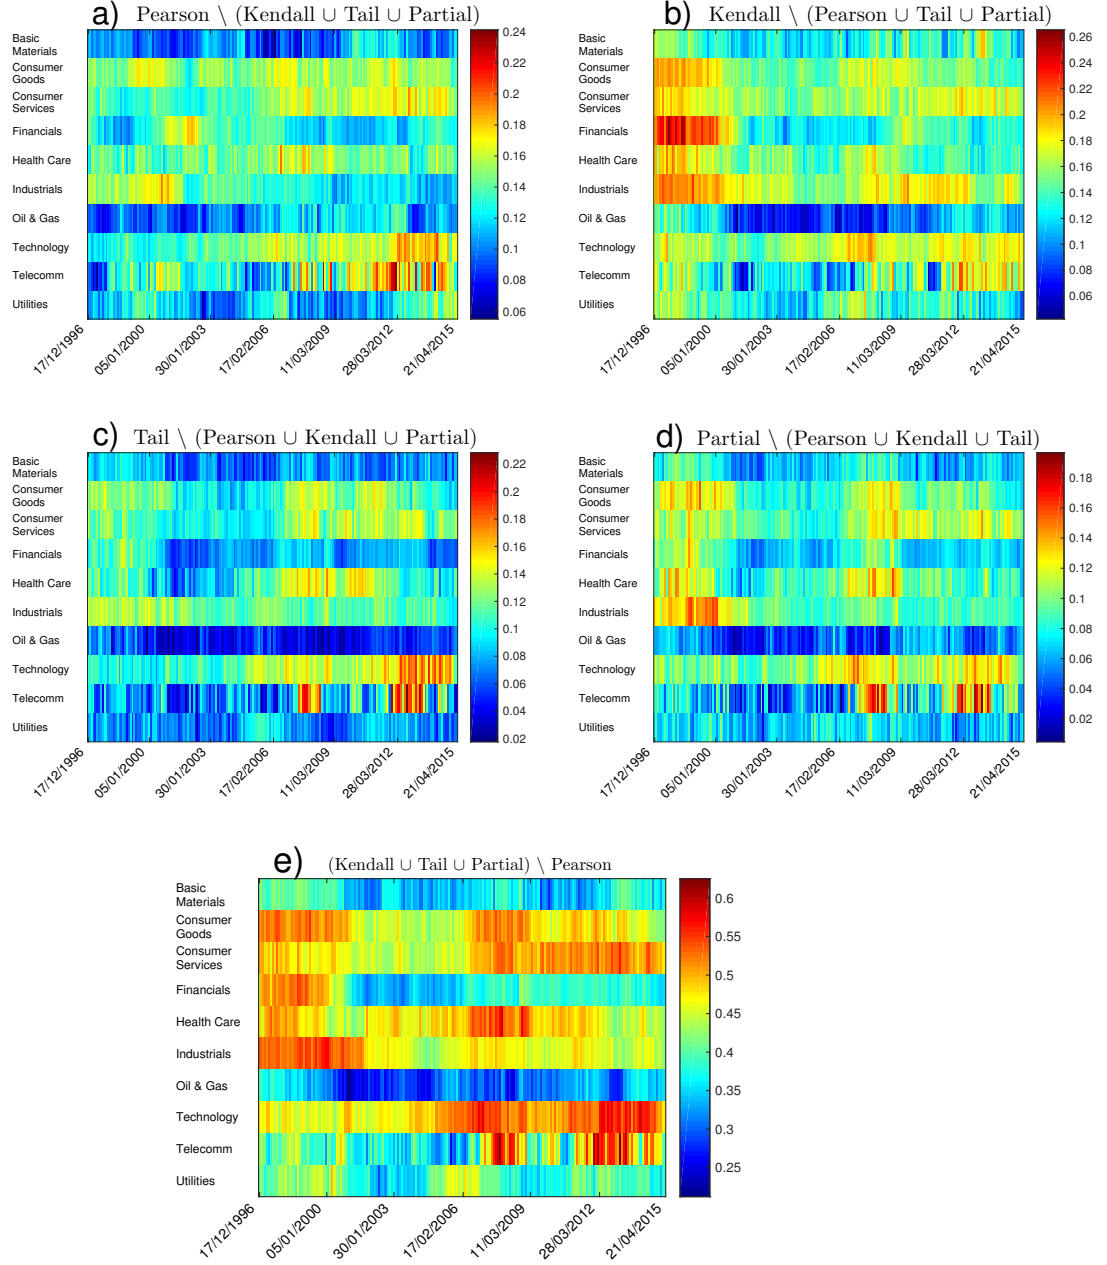 a) Pearson \ (Kendall ∪ Tail ∪ Partial)
Basic
Materials
Consumer
Goods
Consumer
Services
Financials
Health Care
Industrials
Oil & Gas
Technology
Telecomm
Utilities
0.24
0.22
0.2
0.18
0.16
0.14
0.12
0.1
0.08
0.06
17/12/1996
05/01/2000
30/01/2003
17/02/2006
11/03/2009
28/03/2012
21/04/2015
b) Kendall \ (Pearson ∪ Tail ∪ Partial)
Basic
Materials
Consumer
Goods
Consumer
Services
Financials
Health Care
Industrials
Oil & Gas
Technology
Telecomm
Utilities
0.26
0.24
0.22
0.2
0.18
0.16
0.14
0.12
0.1
0.08
0.06
17/12/1996
05/01/2000
30/01/2003
17/02/2006
11/03/2009
28/03/2012
21/04/2015
c) Tail \ (Pearson ∪ Kendall ∪ Partial)
Basic
Materials
Consumer
Goods
Consumer
Services
Financials
Health Care
Industrials
Oil & Gas
Technology
Telecomm
Utilities
0.22
0.2
0.18
0.16
0.14
0.12
0.1
0.08
0.06
0.04
0.02
17/12/1996
05/01/2000
30/01/2003
17/02/2006
11/03/2009
28/03/2012
21/04/2015
d) Partial \ (Pearson ∪ Kendall ∪ Tail)
Basic
Materials
Consumer
Goods
Consumer
Services
Financials
Health Care
Industrials
Oil & Gas
Technology
Telecomm
Utilities
0.18
0.16
0.14
0.12
0.1
0.08
0.06
0.04
0.02
17/12/1996
05/01/2000
30/01/2003
17/02/2006
11/03/2009
28/03/2012
21/04/2015
e) (Kendall ∪ Tail ∪ Partial) \ Pearson
Basic
Materials
Consumer
Goods
Consumer
Services
Financials
Health Care
Industrials
Oil & Gas
Technology
Telecomm
Utilities
0.6
0.55
0.5
0.45
0.4
0.35
0.3
0.25
17/12/1996
05/01/2000
30/01/2003
17/02/2006
11/03/2009
28/03/2012
21/04/2015